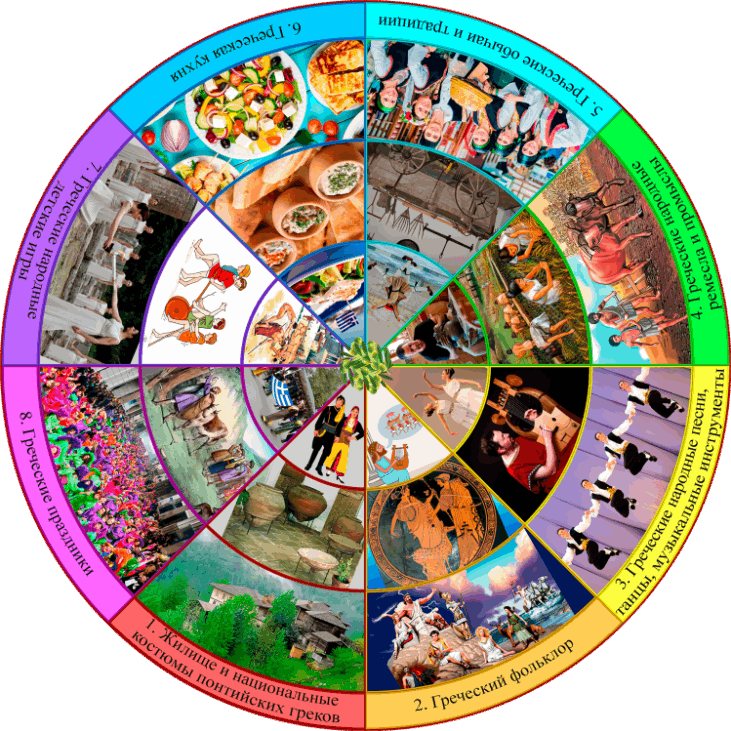 1. Жилище и национальные
костюмы понтийских греков
2. Греческий фольклор
3. Греческие народные песни,
танцы, музыкальные инструменты
4. Греческие народные
ремесла и промыслы
5. Греческие обычаи и традиции
6. Греческая кухня
7. Греческие народные
детские игры
8. Греческие праздники